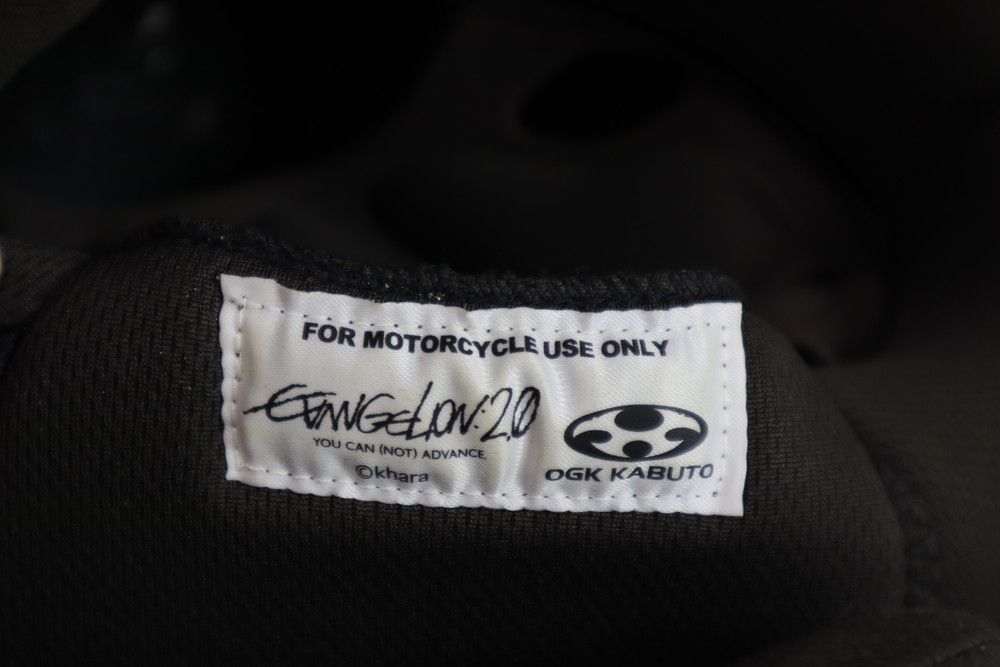 FOR MOTORCYCLE USE ONLY
EVANGELION:2.0
YOU CAN (NOT) ADVANCE.
©khara
OGK KABUTO